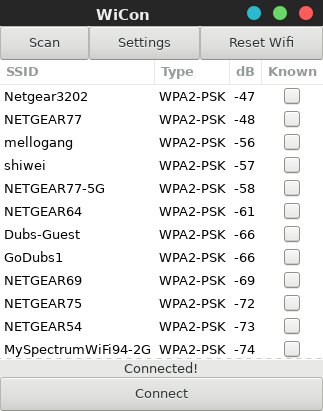 WiCon
Scan Settings Reset Wifi
SSID Type dB Known
Netgear3202 WPA2-PSK -47
NETGEAR77 WPA2-PSK -48
mellogang WPA2-PSK -56
shiwei WPA2-PSK -57
NETGEAR77-5G WPA2-PSK -58
NETGEAR64 WPA2-PSK -61
Dubs-Guest WPA2-PSK -66
GoDubs1 WPA2-PSK -66
NETGEAR69 WPA2-PSK -69
NETGEAR75 WPA2-PSK -72
NETGEAR54 WPA2-PSK -73
MySpectrumWiFi94-2G WPA2-PSK -74
Connected!
Connect